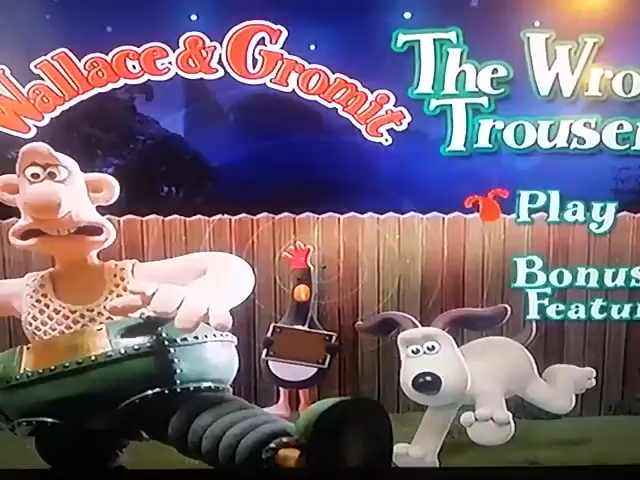 Wallace & Gromit
The Wro
Trouser
Play
Bonus
Featu